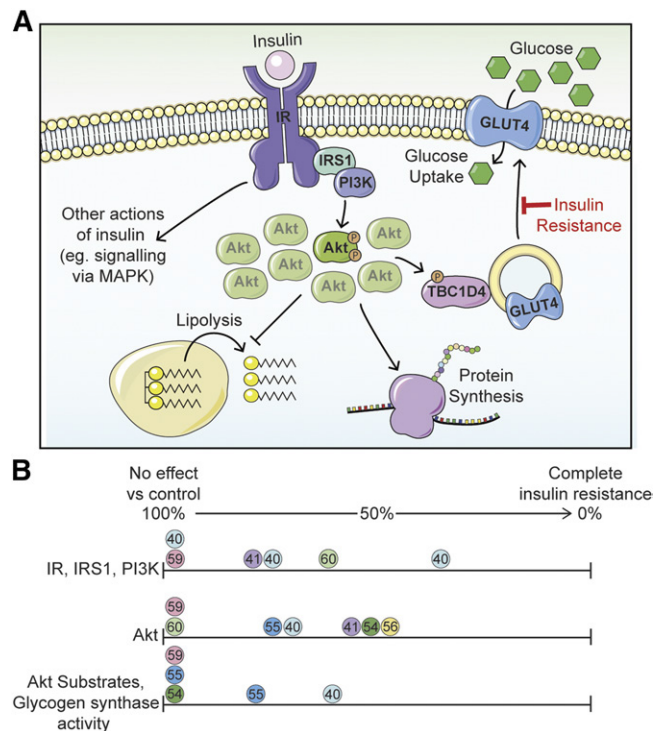 A
Insulin
Glucose
IR
GLUT4
IRS1
PI3K
Glucose
Uptake
Insulin
Resistance
Other actions
of insulin
(eg. signalling
via MAPK)
Akt
Akt
Akt
Akt
Akt
Akt
Akt
Akt
P
P
P
TBC1D4
GLUT4
Lipolysis
Protein
Synthesis
B
No effect
vs control
100%
50%
Complete
insulin resistance
0%
40
IR, IRS1, PI3K
59 41 40 60 40
59
Akt
60 55 40 41 54 56
59
55
Akt Substrates,
Glycogen synthase
activity
54 55 40